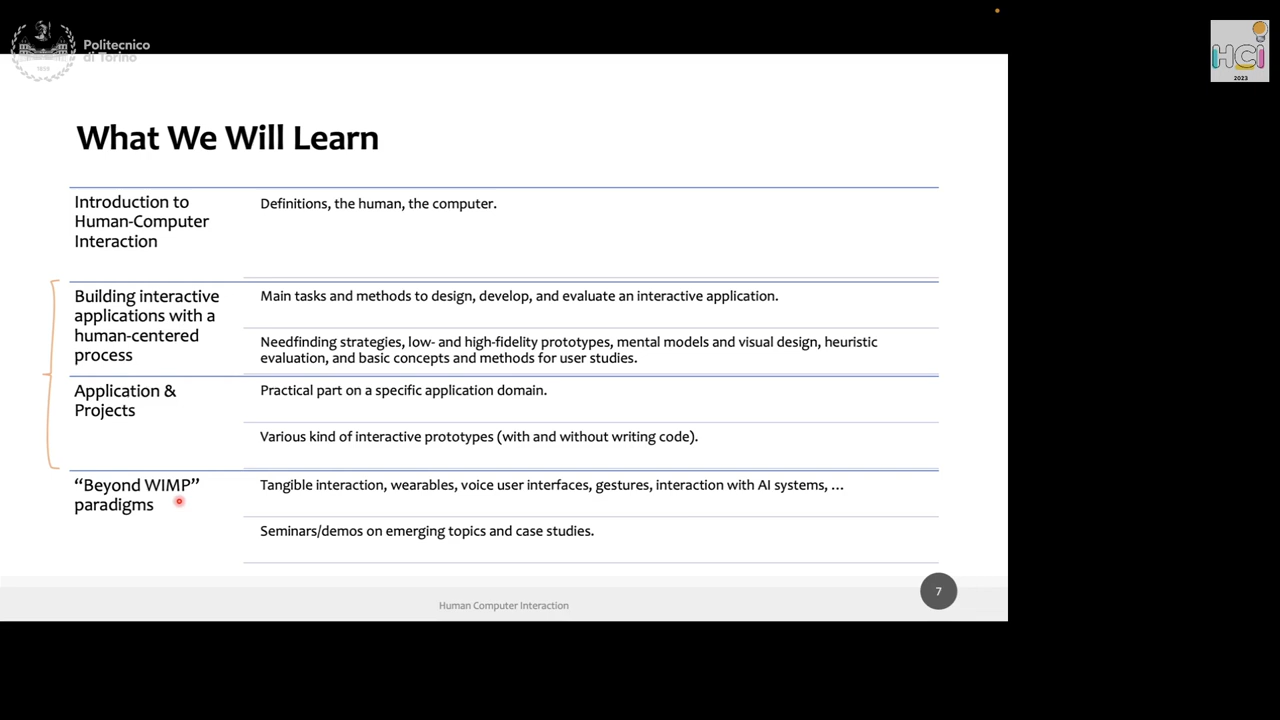 Politecnico
di Torino
1859
HCI
2023
What We Will Learn
Introduction to
Human-Computer
Interaction
Definitions, the human, the computer.
Building interactive
applications with a
human-centered
process
Main tasks and methods to design, develop, and evaluate an interactive application.
Needfinding strategies, low- and high-fidelity prototypes, mental models and visual design, heuristic
evaluation, and basic concepts and methods for user studies.
Application &
Projects
Practical part on a specific application domain.
Various kind of interactive prototypes (with and without writing code).
“Beyond WIMP”
paradigms
Tangible interaction, wearables, voice user interfaces, gestures, interaction with AI systems, …
Seminars/demos on emerging topics and case studies.
Human Computer Interaction
7